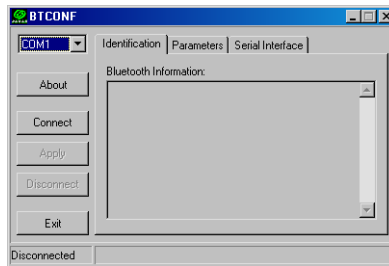 BTCONF
COM1
Identification
Parameters
Serial Interface
Bluetooth Information:
About
Connect
Apply
Disconnect
Exit
Disconnected